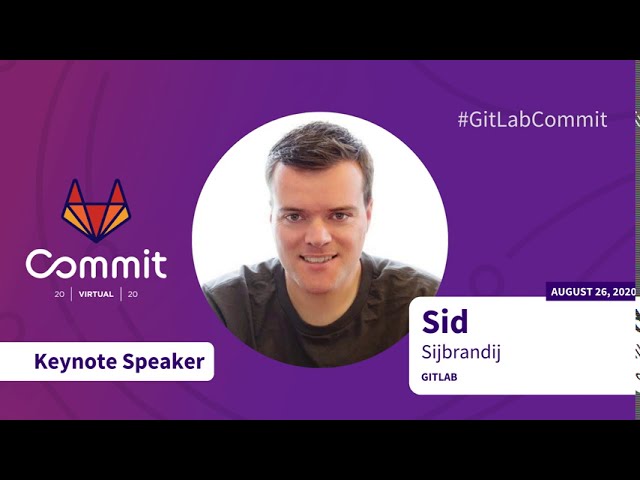 #GitLabCommit
Commit
20 | VIRTUAL | 20
Keynote Speaker
AUGUST 26, 2020
Sid
Sijbrandij
GITLAB